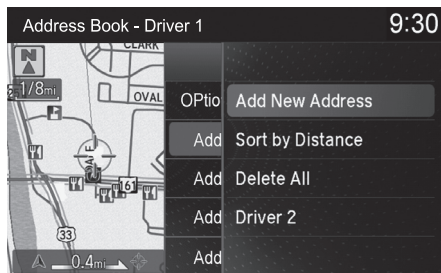 Address Book - Driver 1
9:30
CLARK
N
1/8mi
OVAL
161
33
0.4mi
OPtio
Add
Add
Add
Add
Add New Address
Sort by Distance
Delete All
Driver 2